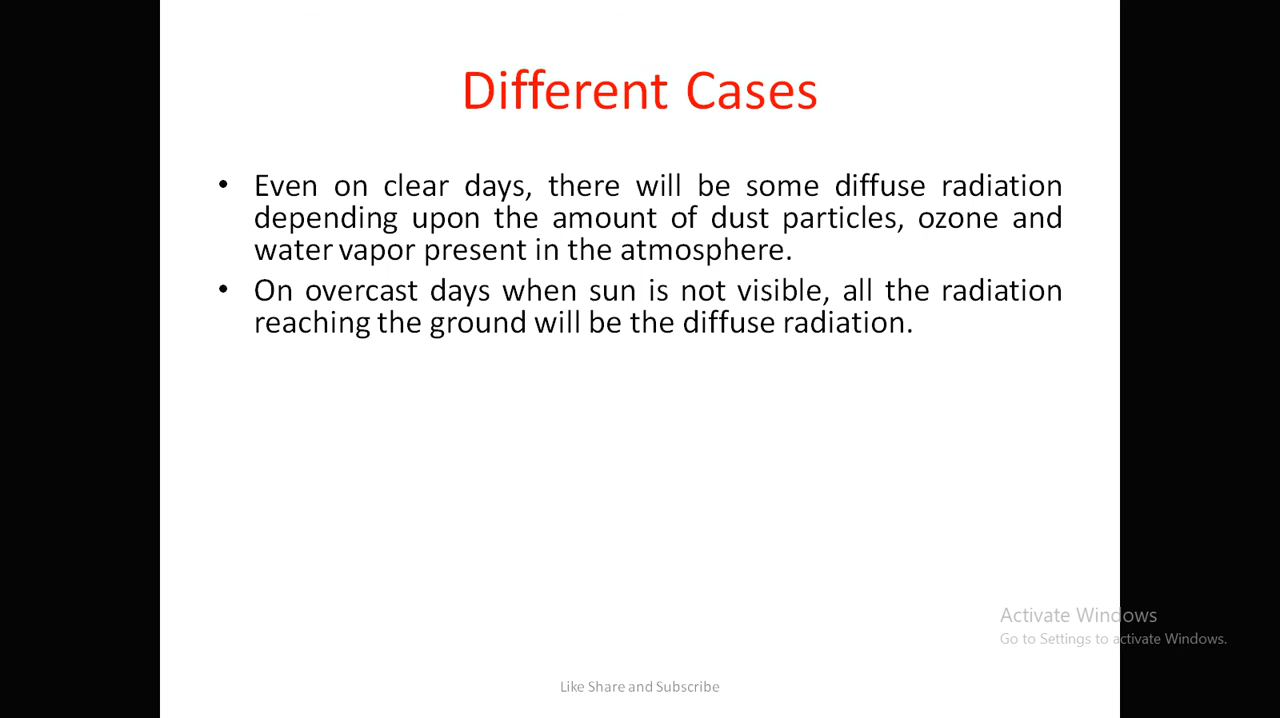 Different Cases
• Even on clear days, there will be some diffuse radiation
depending upon the amount of dust particles, ozone and
water vapor present in the atmosphere.
• On overcast days when sun is not visible, all the radiation
reaching the ground will be the diffuse radiation.
Activate Windows
Go to Settings to activate Windows.
Like Share and Subscribe